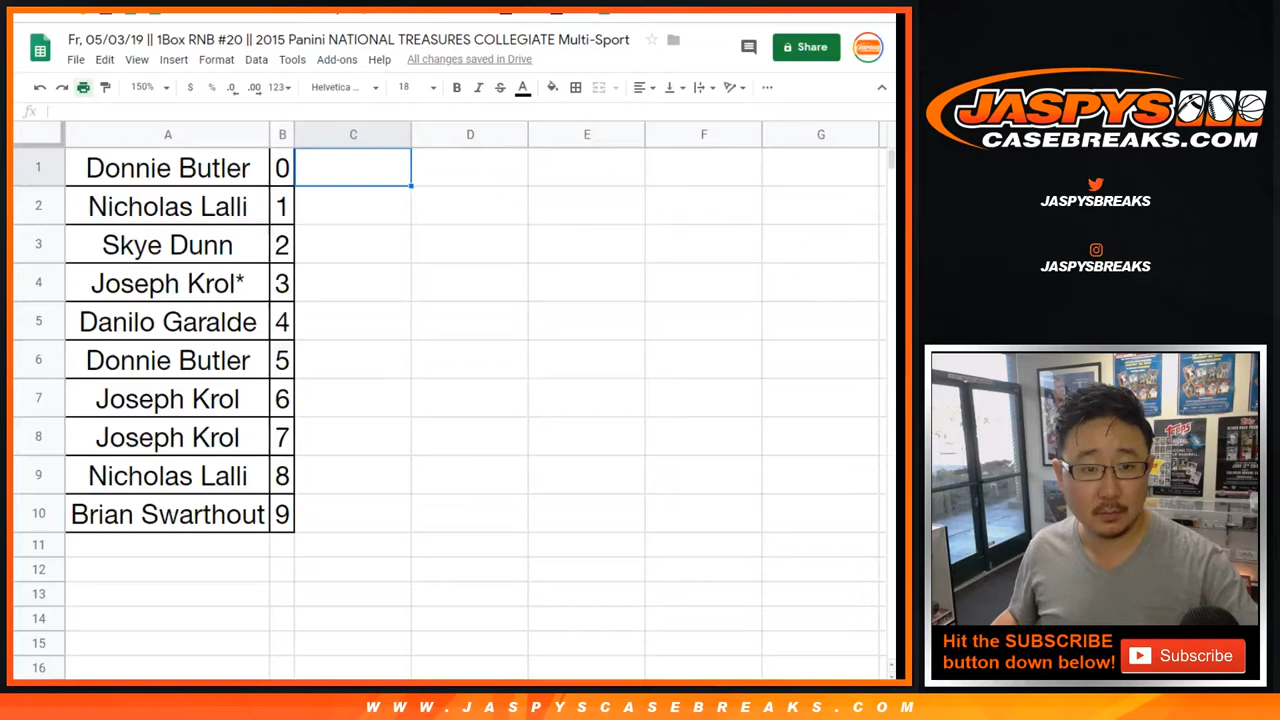 Fr, 05/03/19 || 1Box RNB #20 || 2015 Panini NATIONAL TREASURES COLLEGIATE Multi-Sport
Share
File Edit View Insert Format Data Tools Add-ons Help All changes saved in Drive
150% $ % .0 .00 123 Helvetica ... 18 B I S A
fx
A B C D E F G
1 Donnie Butler 0
2 Nicholas Lalli 1
3 Skye Dunn 2
4 Joseph Krol* 3
5 Danilo Garalde 4
6 Donnie Butler 5
7 Joseph Krol 6
8 Joseph Krol 7
9 Nicholas Lalli 8
10 Brian Swarthout 9
11
12
13
14
15
16
JASPYS
CASEBREAKS.COM
JASPYSBREAKS
JASPYSBREAKS
TOPPS
Hit the SUBSCRIBE
button down below!
Subscribe
WWW.JASPYSCASEBREAKS.COM